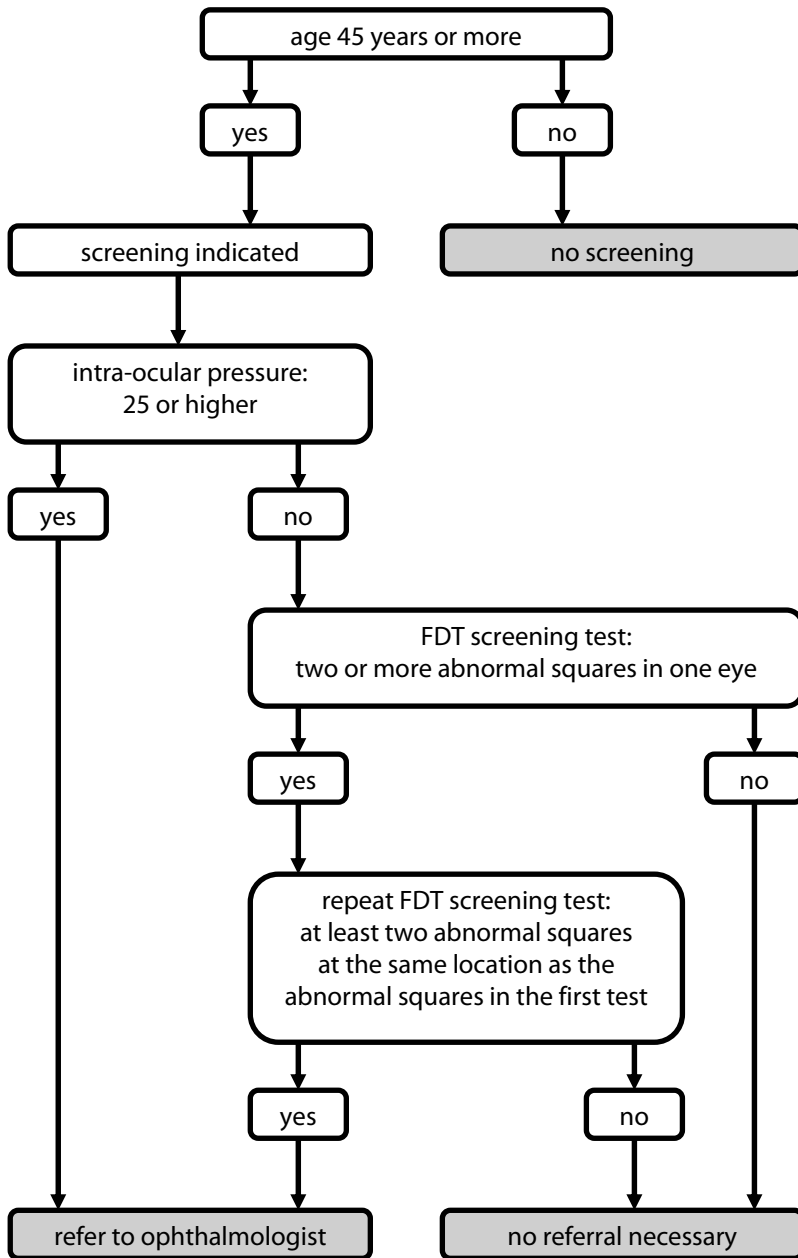 age 45 years or more
yes
no
screening indicated
no screening
intra-ocular pressure:
25 or higher
yes
no
FDT screening test:
two or more abnormal squares in one eye
yes
no
repeat FDT screening test:
at least two abnormal squares
at the same location as the
abnormal squares in the first test
yes
no
refer to ophthalmologist
no referral necessary